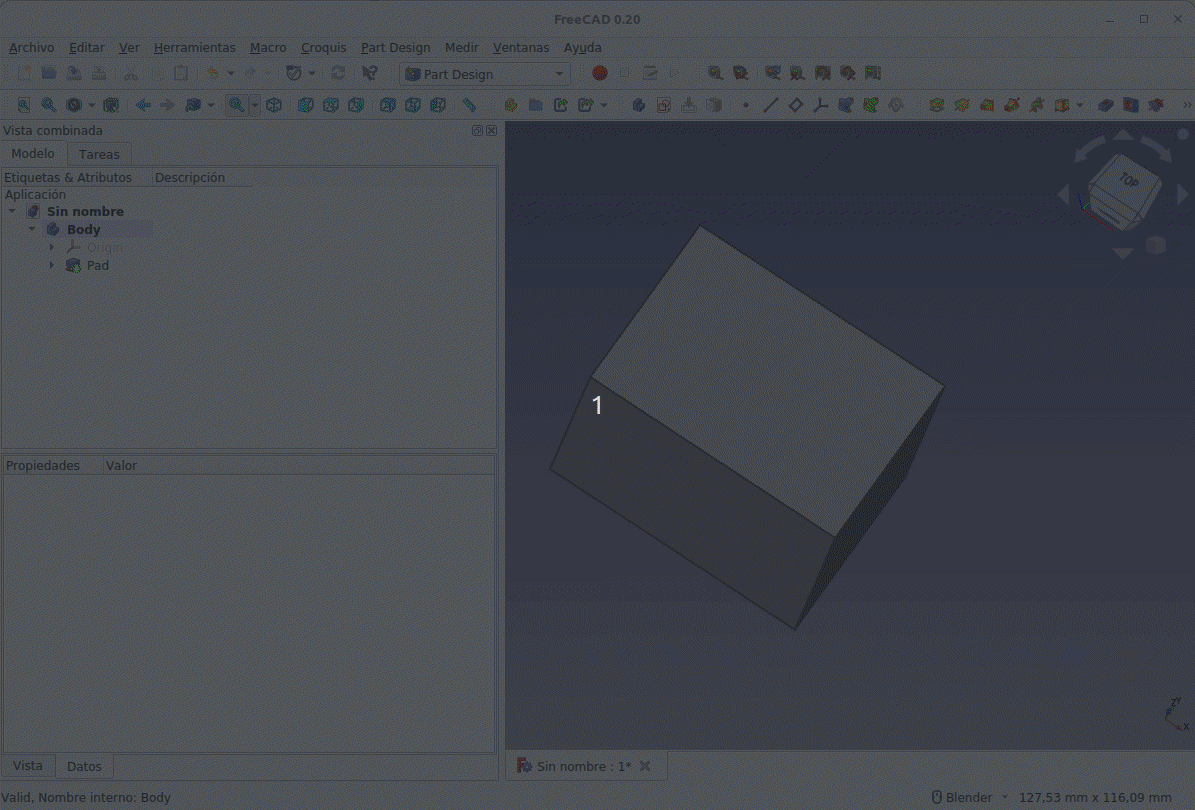 FreeCAD 0.20
Archivo Editar Ver Herramientas Macro Croquis Part Design Medir Ventanas Ayuda
Part Design
Vista combinada
Modelo Tareas
Etiquetas & Atributos Descripción
Aplicación
Sin nombre
Body
Origin
Pad
TOP
1
Propiedades Valor
Z Y
X
Vista Datos
Sin nombre : 1*
Valid, Nombre interno: Body
Blender 127,53 mm x 116,09 mm